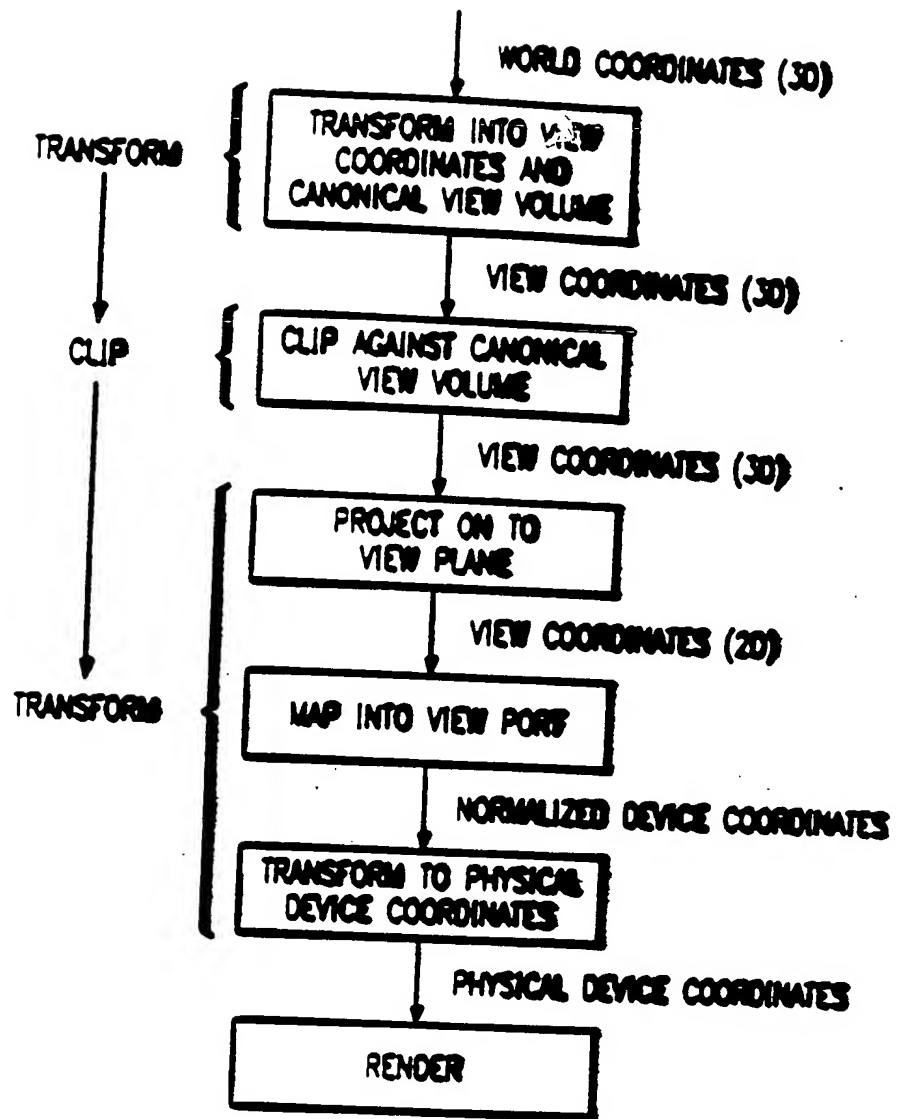 WORLD COORDINATES (3D)
TRANSFORM
TRANSFORM INTO VIEW
COORDINATES AND
CANONICAL VIEW VOLUME
VIEW COORDINATES (3D)
CLIP
CLIP AGAINST CANONICAL
VIEW VOLUME
VIEW COORDINATES (3D)
PROJECT ON TO
VIEW PLANE
VIEW COORDINATES (2D)
TRANSFORM
MAP INTO VIEW PORT
NORMALIZED DEVICE COORDINATES
TRANSFORM TO PHYSICAL
DEVICE COORDINATES
PHYSICAL DEVICE COORDINATES
RENDER